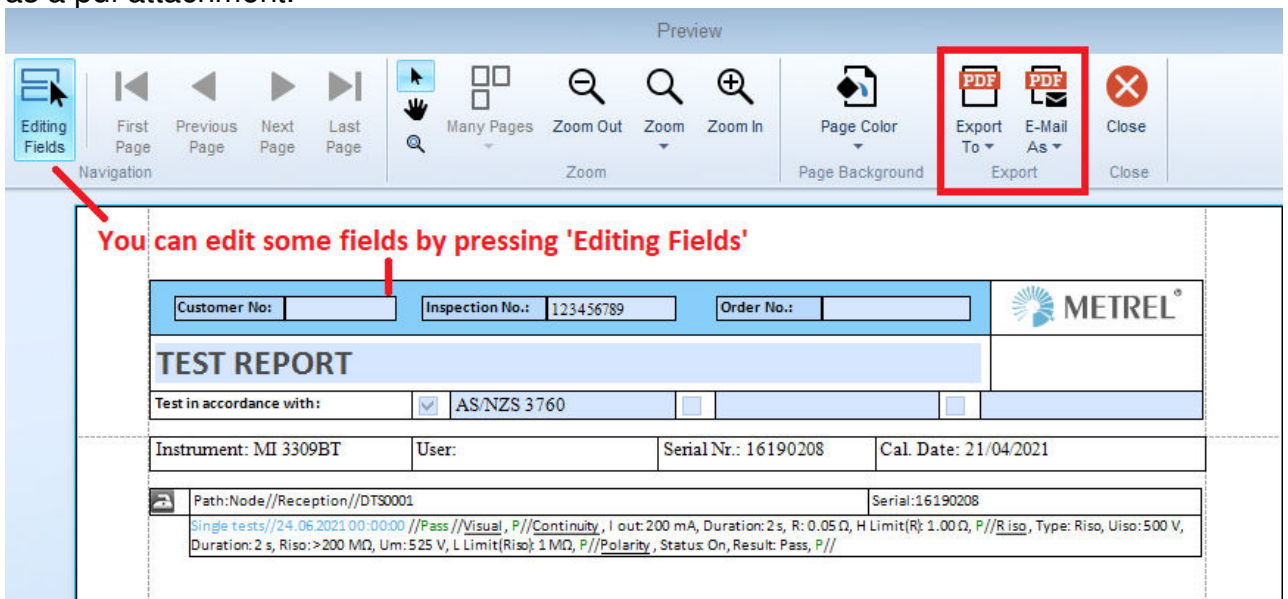 as a pdf attachment.
Preview
Editing Fields
First Page
Previous Page
Next Page
Last Page
Many Pages
Zoom Out
Zoom
Zoom In
Page Color
PDF
Export To
PDF
E-Mail As
Close
Navigation
Zoom
Page Background
Export
Close
You can edit some fields by pressing 'Editing Fields'
Customer No: Inspection No.: 123456789 Order No.:
METREL®
TEST REPORT
Test in accordance with: AS/NZS 3760
Instrument: MI 3309BT User: Serial Nr.: 16190208 Cal. Date: 21/04/2021
Path:Node//Reception//DTS0001 Serial:16190208
Single tests//24.06.2021 00:00:00 //Pass //Visual , P//Continuity , I out: 200 mA, Duration: 2 s, R: 0.05 Ω, H Limit(R): 1.00 Ω, P//R iso , Type: Riso, Uiso: 500 V,
Duration: 2 s, Riso: >200 MΩ, Um: 525 V, L Limit(Riso): 1 MΩ, P//Polarity , Status: On, Result: Pass, P//